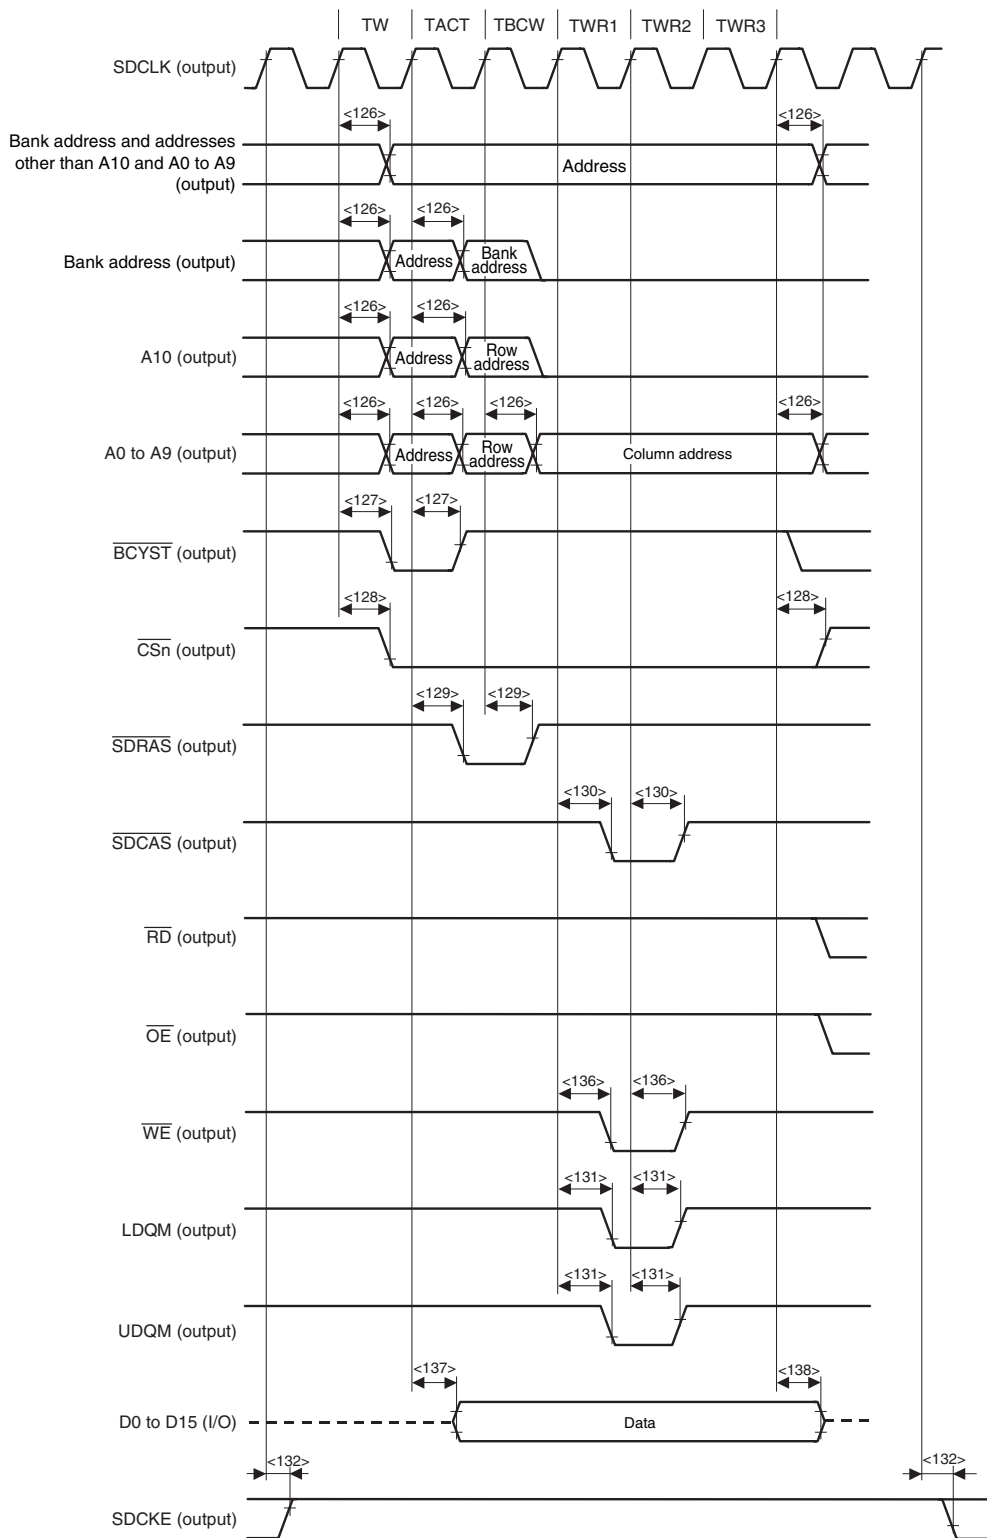 TW TACT TBCW TWR1 TWR2 TWR3
SDCLK (output)
<126> <126>
Bank address and addresses
other than A10 and A0 to A9
(output)
Address
<126> <126>
Bank address (output)
Address
Bank
address
<126> <126>
A10 (output)
Address
Row
address
<126> <126> <126> <126>
A0 to A9 (output)
Address
Row
address
Column address
<127> <127>
BCYST (output)
<128> <128>
CSn (output)
<129> <129>
SDRAS (output)
<130> <130>
SDCAS (output)
RD (output)
OE (output)
<136> <136>
WE (output)
<131> <131>
LDQM (output)
<131> <131>
UDQM (output)
<137> <138>
D0 to D15 (I/O)
Data
<132> <132>
SDCKE (output)